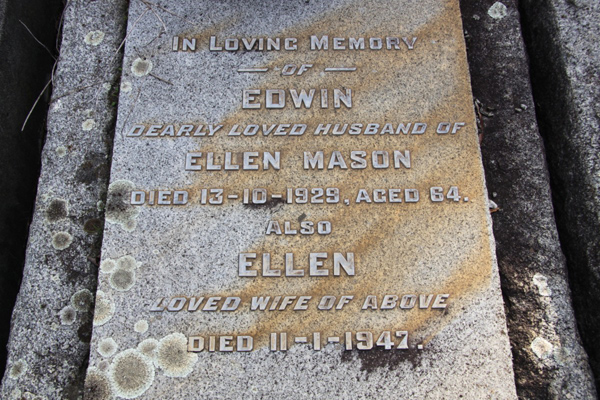 In Loving Memory
— OF —
EDWIN
DEARLY LOVED HUSBAND OF
ELLEN MASON
DIED 13-10-1929, AGED 64.
ALSO
ELLEN
LOVED WIFE OF ABOVE
DIED 11-1-1947.